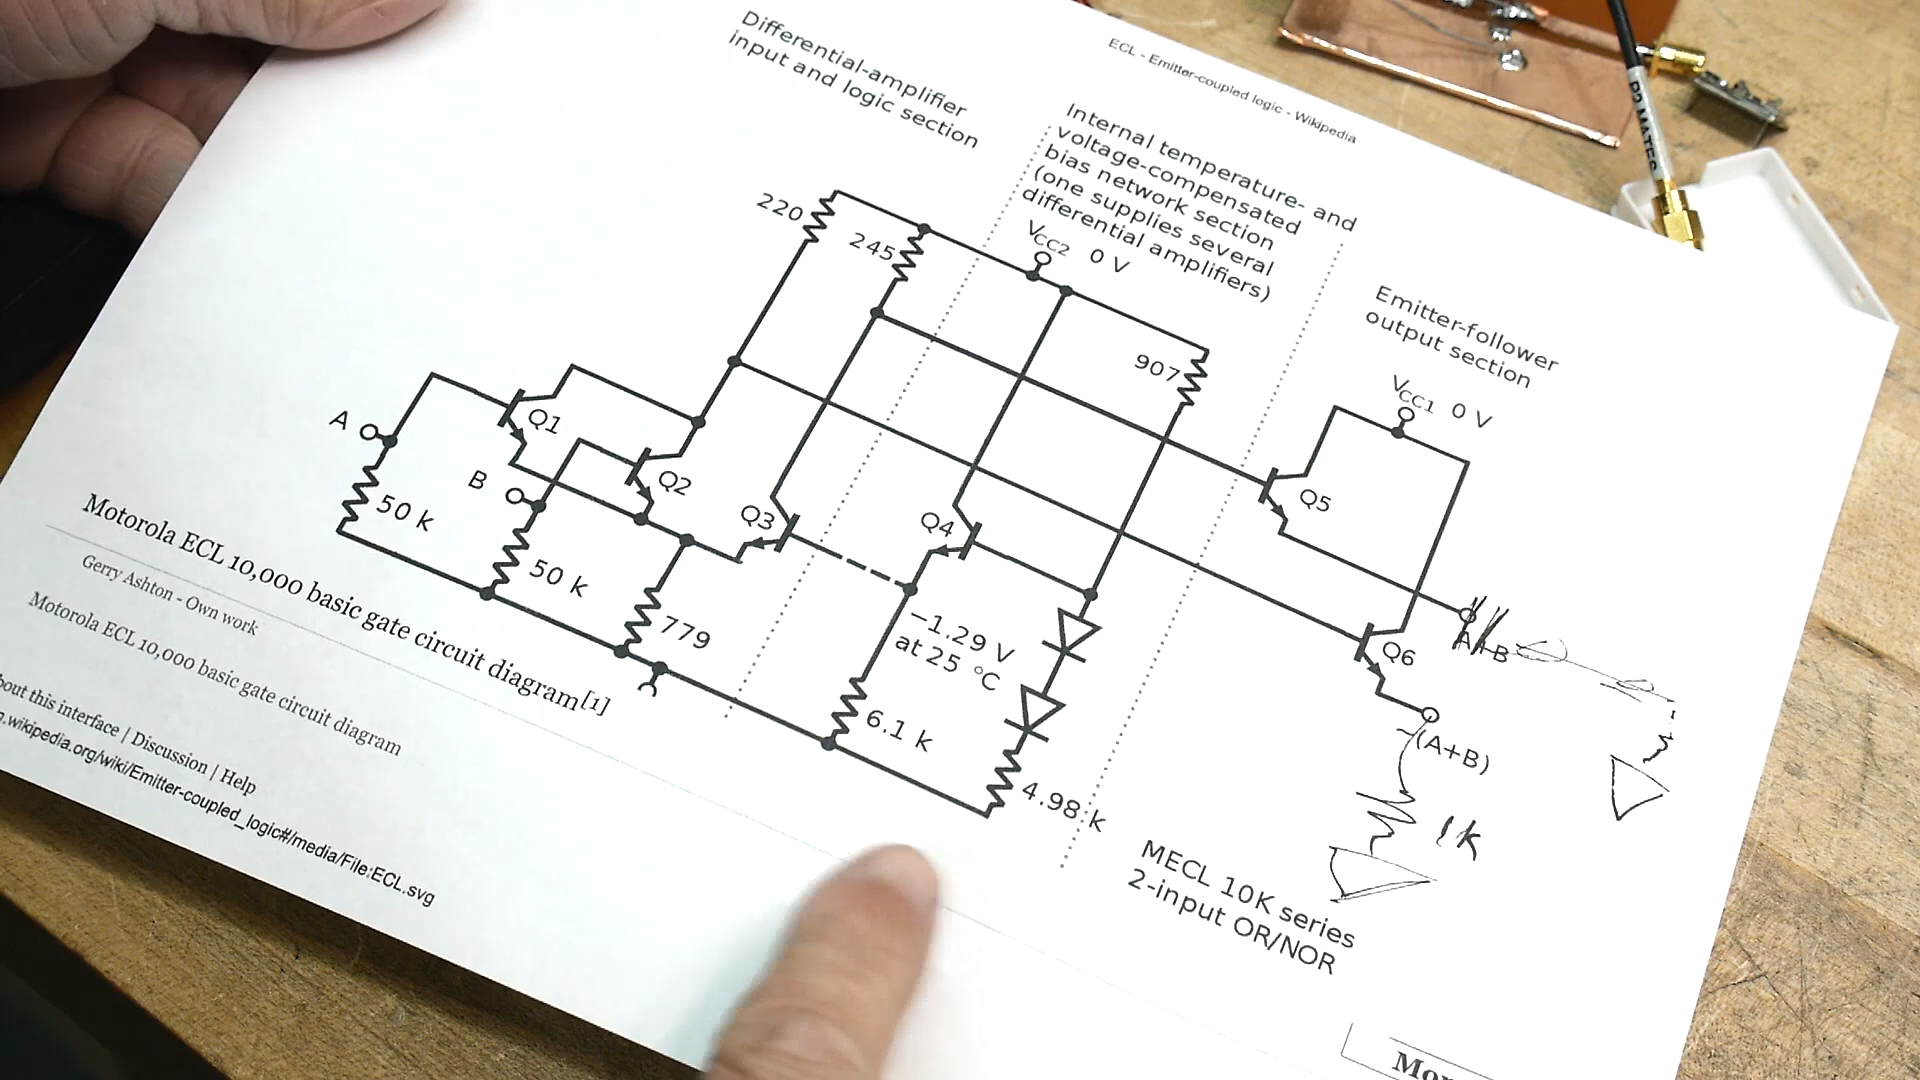 ECL - Emitter-coupled logic - Wikipedia
Differential-amplifier
input and logic section
Internal temperature- and
voltage-compensated
bias network section
(one supplies several
differential amplifiers)
Emitter-follower
output section
220
245
VCC2 0 V
907
VCC1 0 V
A
Q1
B
Q2
Q3
Q4
Q5
Q6
50 k
50 k
779
−1.29 V
at 25 °C
6.1 k
4.98 k
A+B
~(A+B)
1k
MECL 10K series
2-input OR/NOR
Motorola ECL 10,000 basic gate circuit diagram[1]
Gerry Ashton - Own work
Motorola ECL 10,000 basic gate circuit diagram
about this interface | Discussion | Help
.wikipedia.org/wiki/Emitter-coupled_logic#/media/File:ECL.svg